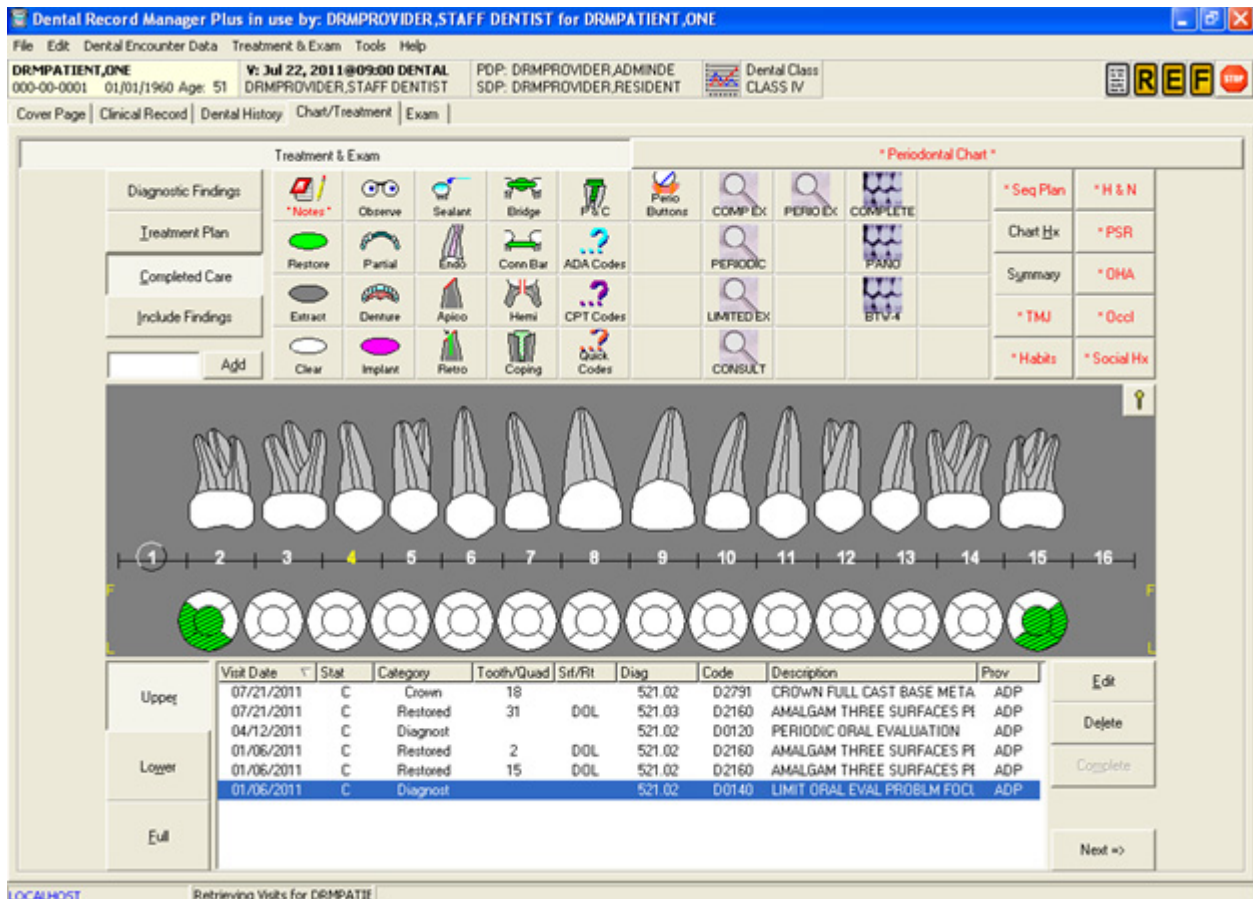 Dental Record Manager Plus in use by: DRMPROVIDER,STAFF DENTIST for DRMPATIENT,ONE
File Edit Dental Encounter Data Treatment & Exam Tools Help
DRMPATIENT,ONE V: Jul 22, 2011@09:00 DENTAL PDP: DRMPROVIDER,ADMINDE Dental Class
000-00-0001 01/01/1960 Age: 51 DRMPROVIDER,STAFF DENTIST SDP: DRMPROVIDER,RESIDENT CLASS IV
R E F STOP
Cover Page Clinical Record Dental History Chart/Treatment Exam
Treatment & Exam * Periodontal Chart *
Diagnostic Findings *Notes* Observe Sealant Bridge P & C Perio Buttons COMP EX PERIO EX COMPLETE * Seq Plan * H & N
Treatment Plan Restore Partial Endo Conn Bar ADA Codes PERIODIC PANO Chart Hx * PSR
Completed Care Extract Denture Apico Hemi CPT Codes LIMITED EX BTW-4 Summary * OHA
Include Findings Clear Implant Retro Coping Quick Codes CONSULT * TMJ * Occl
Add * Habits * Social Hx
1 2 3 4 5 6 7 8 9 10 11 12 13 14 15 16
F F
L L
Visit Date Stat Category Tooth/Quad Srf/Rt Diag Code Description Prov
07/21/2011 C Crown 18 521.02 D2791 CROWN FULL CAST BASE META ADP
07/21/2011 C Restored 31 DOL 521.03 D2160 AMALGAM THREE SURFACES PE ADP
04/12/2011 C Diagnost 521.02 D0120 PERIODIC ORAL EVALUATION ADP
01/06/2011 C Restored 2 DOL 521.02 D2160 AMALGAM THREE SURFACES PE ADP
01/06/2011 C Restored 15 DOL 521.02 D2160 AMALGAM THREE SURFACES PE ADP
01/06/2011 C Diagnost 521.02 D0140 LIMIT ORAL EVAL PROBLM FOCU ADP
Upper
Lower
Full
Edit
Delete
Complete
Next =>
LOCALHOST Retrieving Visits for DRMPATIE